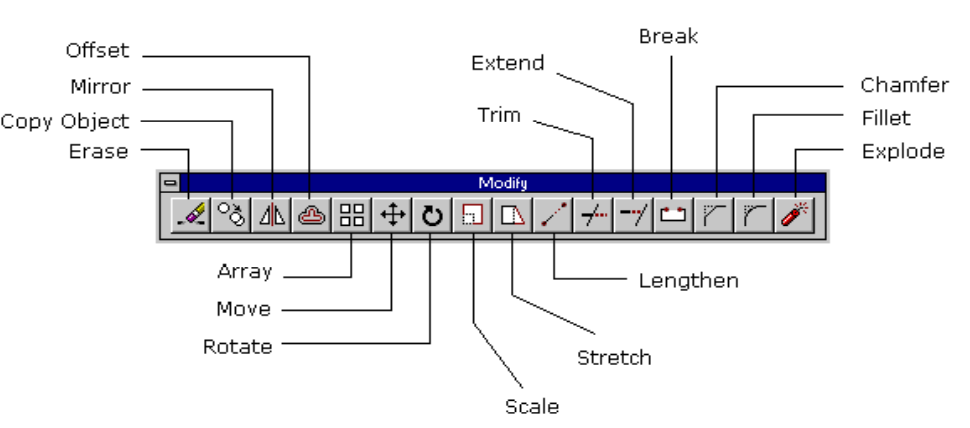 Break
Offset
Extend
Mirror
Chamfer
Trim
Copy Object
Fillet
Erase
Explode
Modify
Array
Lengthen
Move
Rotate
Stretch
Scale